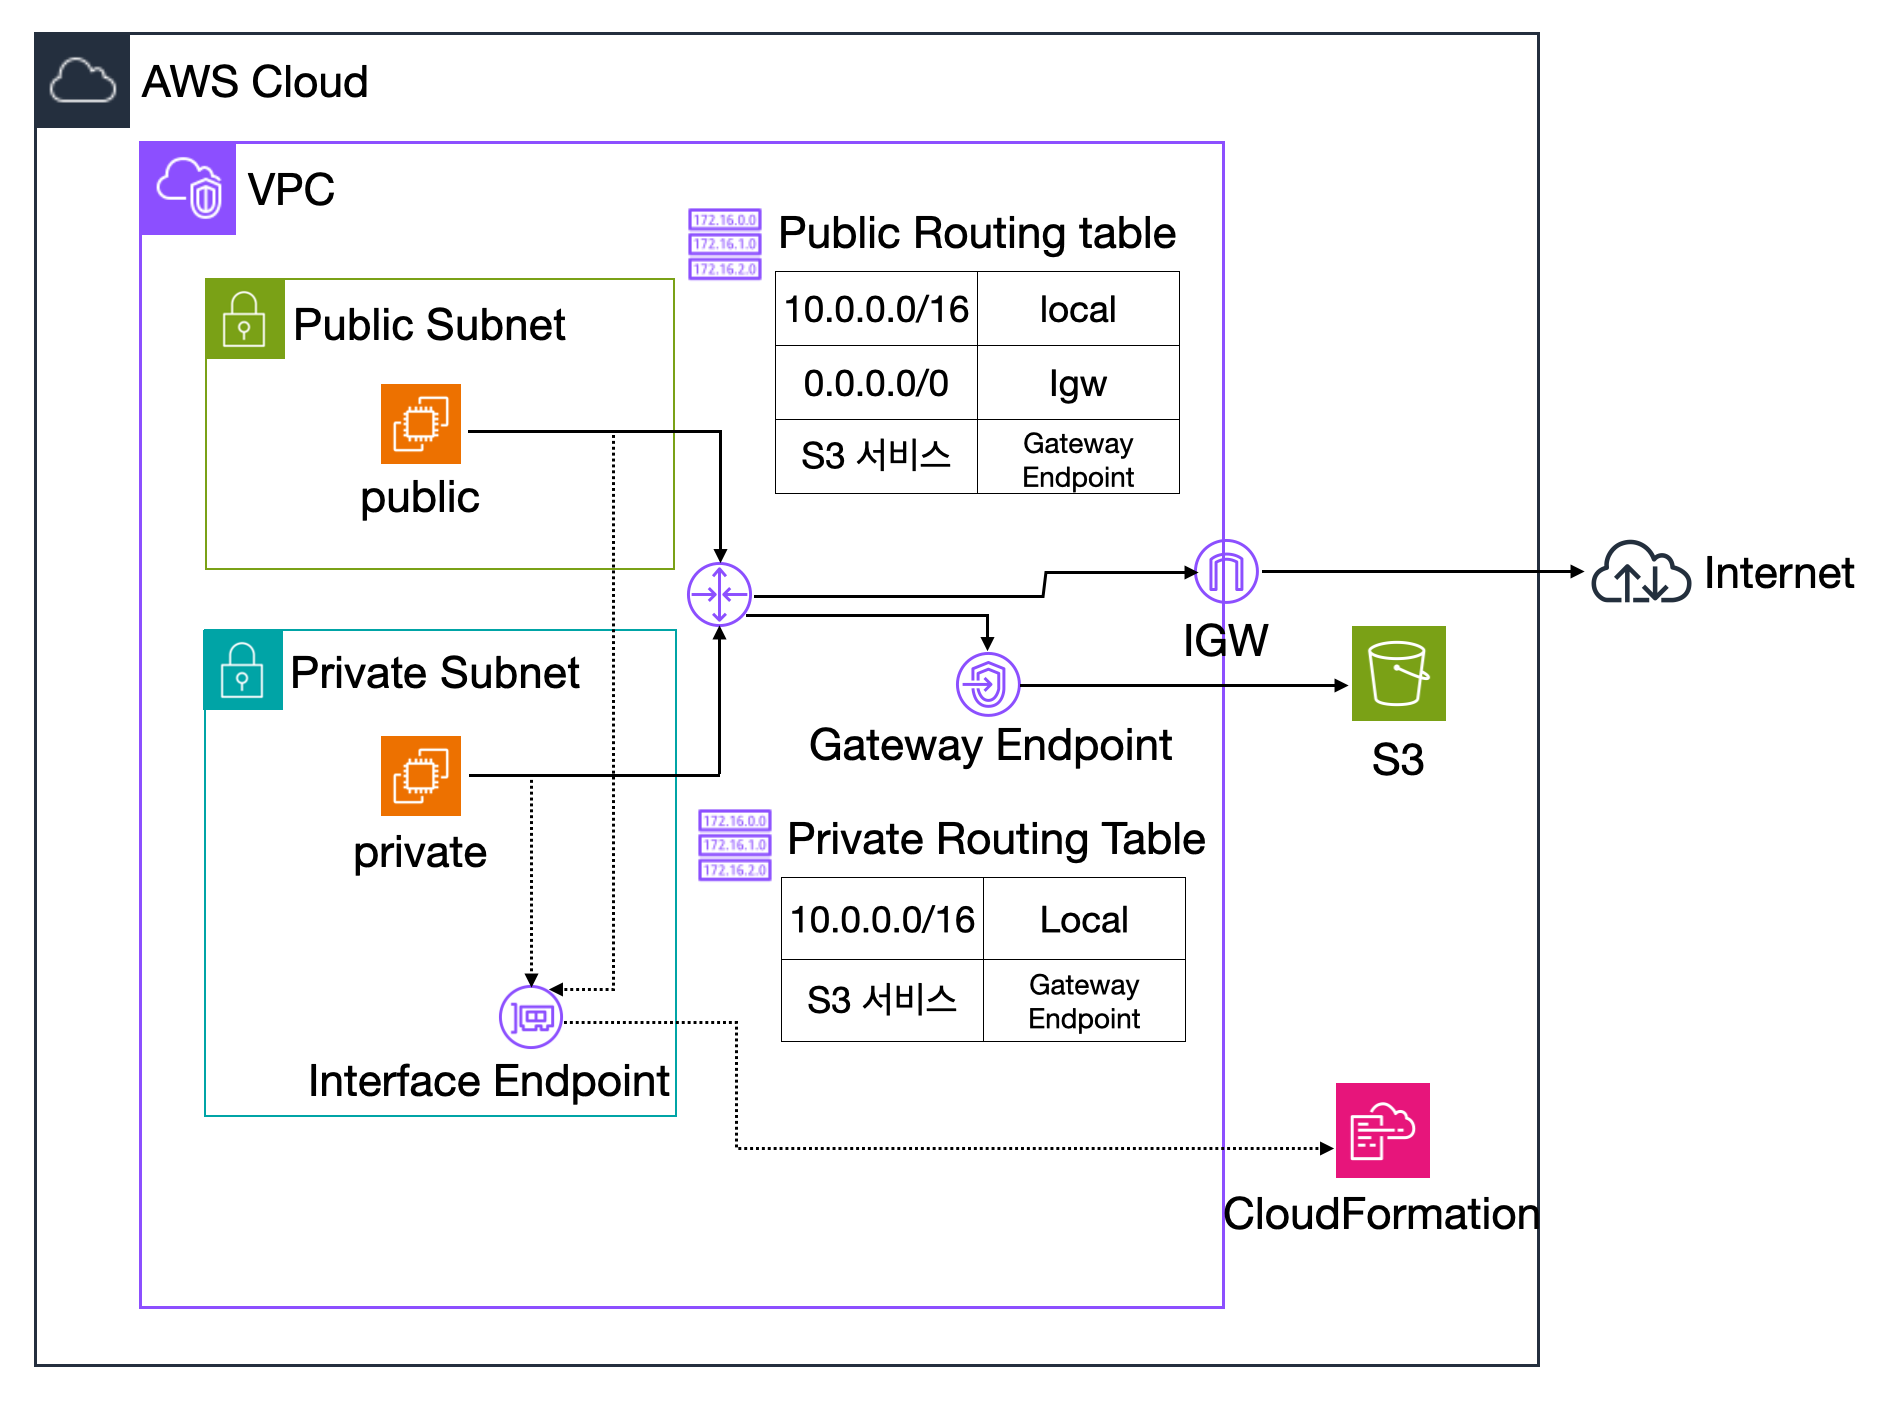 AWS Cloud
VPC
172.16.0.0
172.16.1.0
172.16.2.0
Public Routing table
10.0.0.0/16 local
0.0.0.0/0 Igw
S3 서비스 Gateway Endpoint
Public Subnet
public
Internet
IGW
Private Subnet
Gateway Endpoint
S3
private
172.16.0.0
172.16.1.0
172.16.2.0
Private Routing Table
10.0.0.0/16 Local
S3 서비스 Gateway Endpoint
Interface Endpoint
CloudFormation